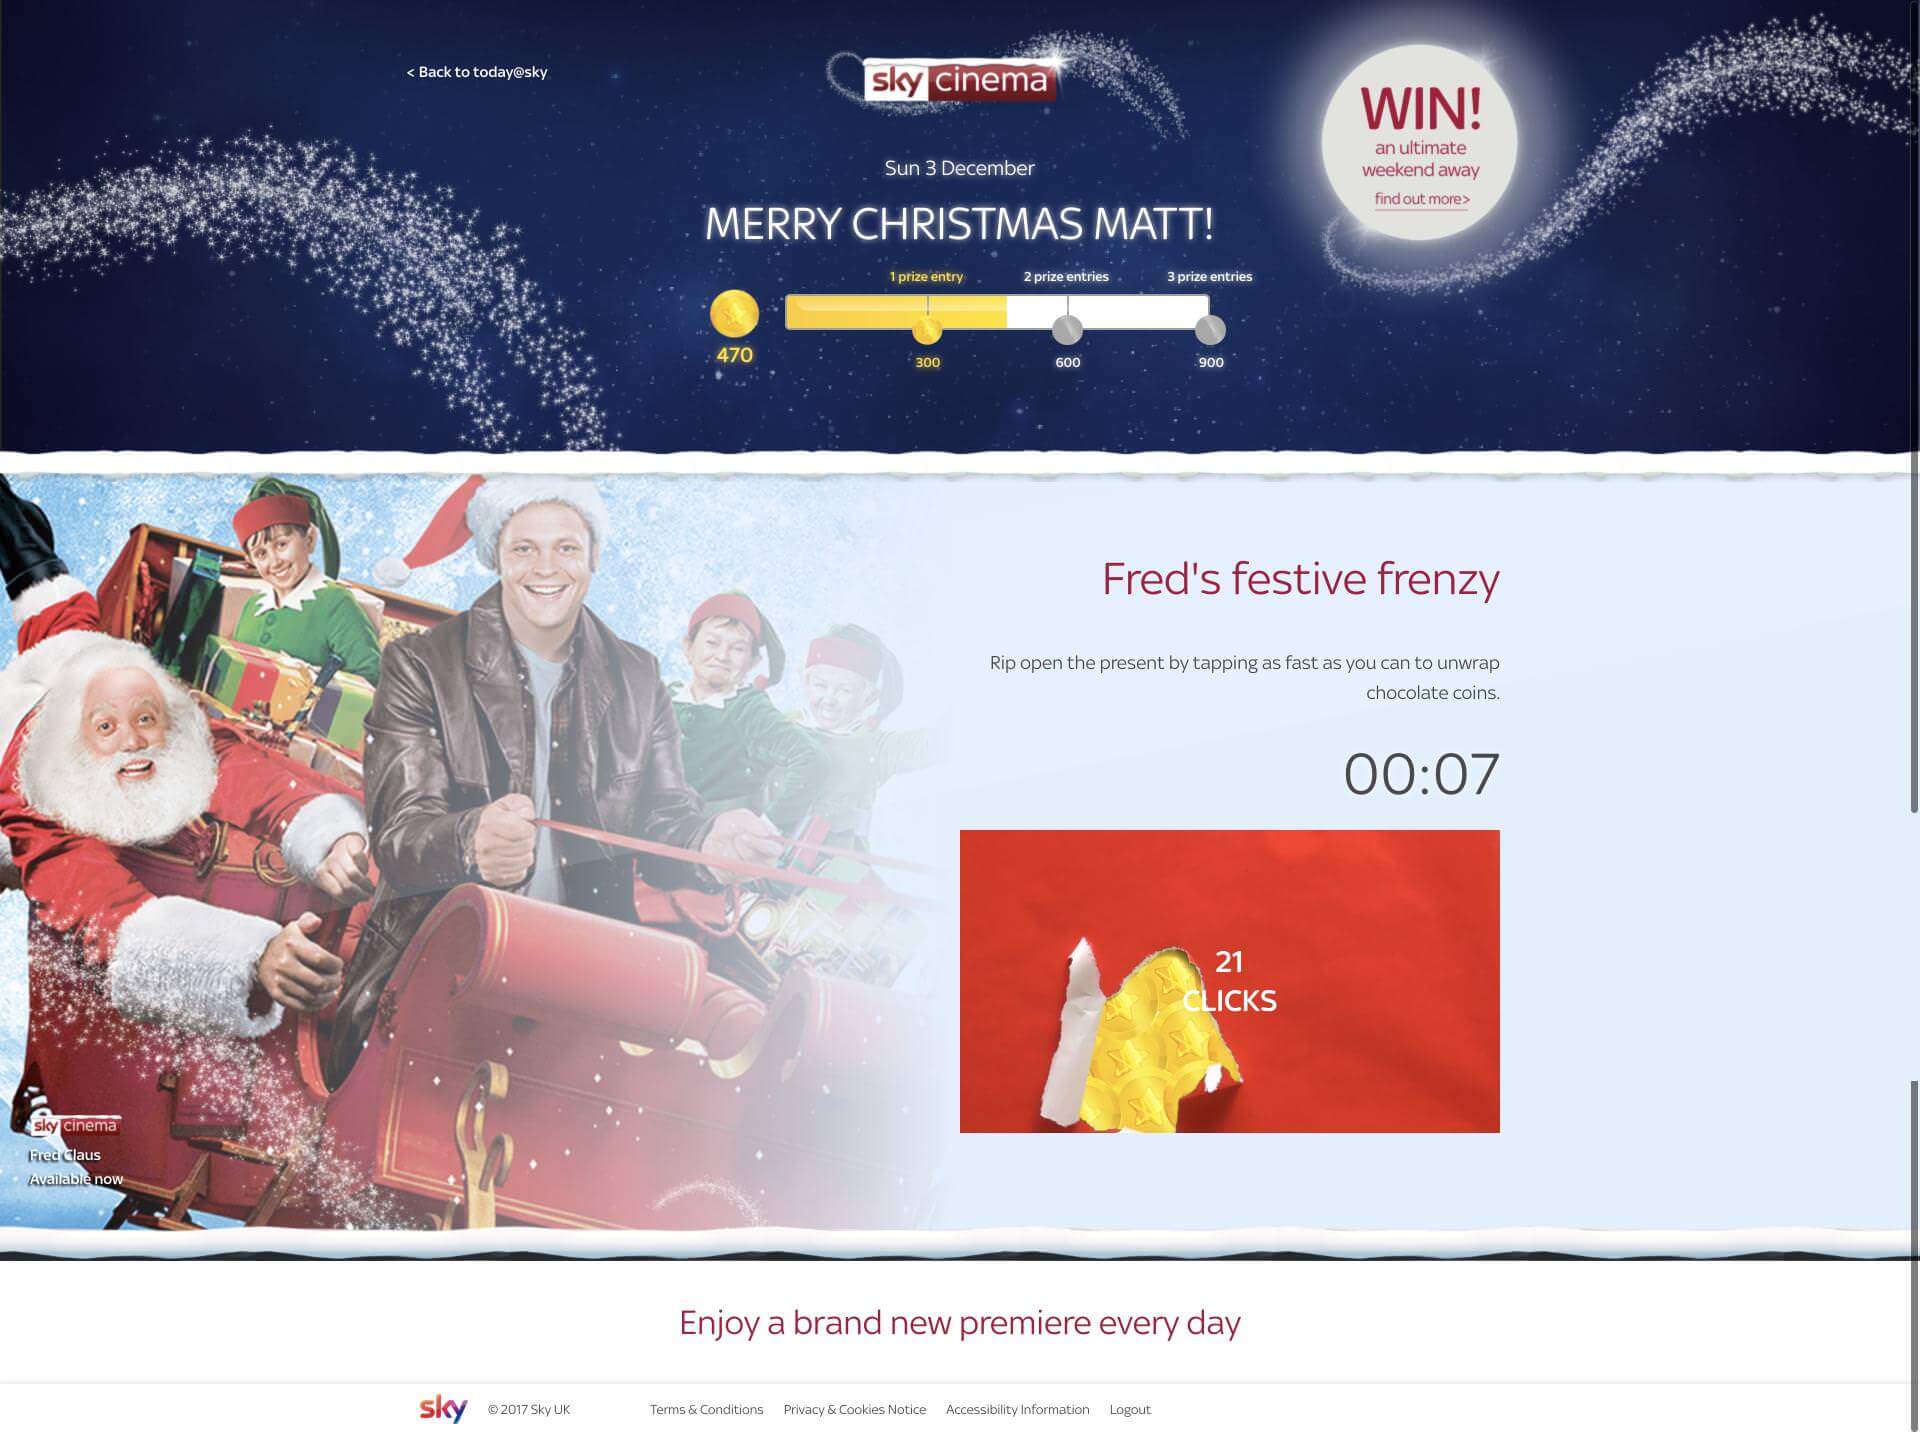 < Back to today@sky
sky cinema
WIN!
an ultimate
weekend away
find out more>
Sun 3 December
MERRY CHRISTMAS MATT!
1 prize entry
2 prize entries
3 prize entries
470
300
600
900
Fred's festive frenzy
Rip open the present by tapping as fast as you can to unwrap
chocolate coins.
00:07
21
CLICKS
sky cinema
Fred Claus
Available now
Enjoy a brand new premiere every day
sky
© 2017 Sky UK
Terms & Conditions
Privacy & Cookies Notice
Accessibility Information
Logout